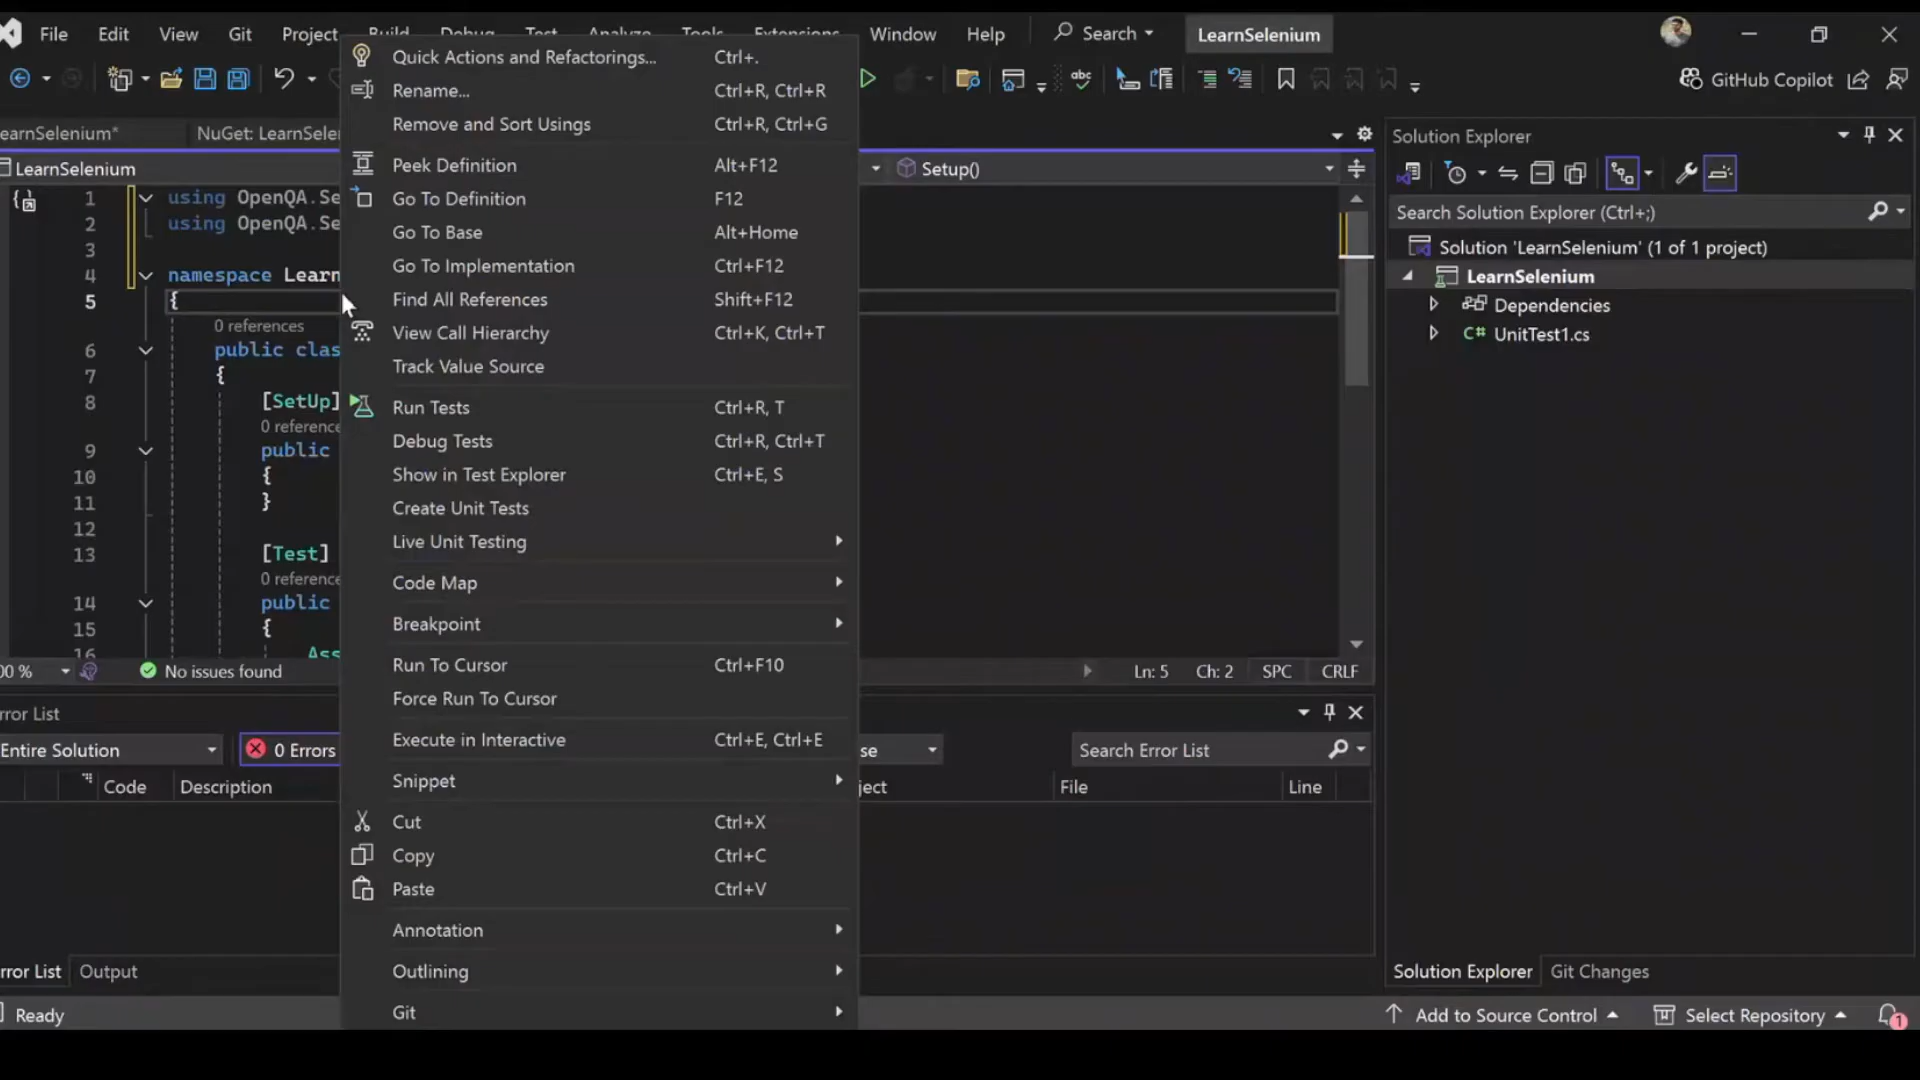 File Edit View Git Project Build Debug Test Analyze Tools Extensions Window Help Search LearnSelenium
GitHub Copilot
earnSelenium*
NuGet: LearnSele
LearnSelenium
Setup()
1 using OpenQA.Se
2 using OpenQA.Se
3
4 namespace Learn
5 {
0 references
6 public clas
7 {
8 [SetUp]
0 reference
9 public
10 {
11 }
12
13 [Test]
0 reference
14 public
15 {
16 Ass
00 %
No issues found
Ln: 5 Ch: 2 SPC CRLF
Quick Actions and Refactorings... Ctrl+.
Rename... Ctrl+R, Ctrl+R
Remove and Sort Usings Ctrl+R, Ctrl+G
Peek Definition Alt+F12
Go To Definition F12
Go To Base Alt+Home
Go To Implementation Ctrl+F12
Find All References Shift+F12
View Call Hierarchy Ctrl+K, Ctrl+T
Track Value Source
Run Tests Ctrl+R, T
Debug Tests Ctrl+R, Ctrl+T
Show in Test Explorer Ctrl+E, S
Create Unit Tests
Live Unit Testing
Code Map
Breakpoint
Run To Cursor Ctrl+F10
Force Run To Cursor
Execute in Interactive Ctrl+E, Ctrl+E
Snippet
Cut Ctrl+X
Copy Ctrl+C
Paste Ctrl+V
Annotation
Outlining
Git
Solution Explorer
Search Solution Explorer (Ctrl+;)
Solution 'LearnSelenium' (1 of 1 project)
LearnSelenium
Dependencies
C# UnitTest1.cs
rror List
Entire Solution
0 Errors
se
Search Error List
Code Description ject File Line
rror List Output
Solution Explorer Git Changes
Ready
Add to Source Control Select Repository 1